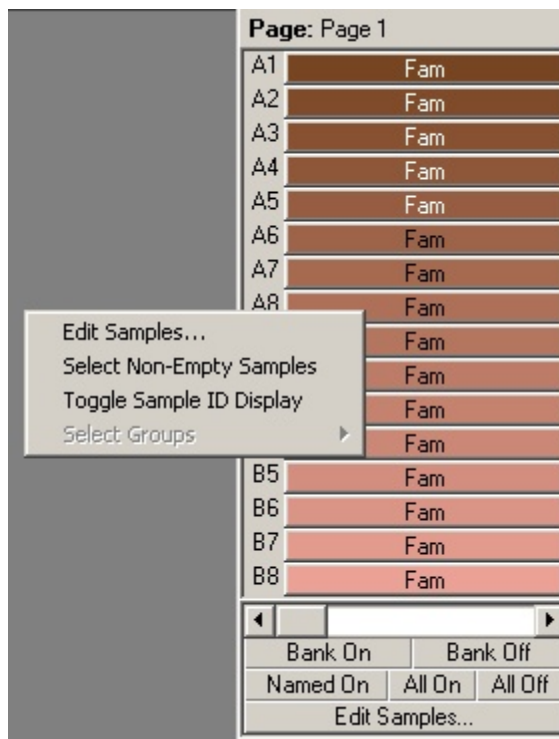 Page: Page 1
A1 Fam
A2 Fam
A3 Fam
A4 Fam
A5 Fam
A6 Fam
A7 Fam
A8 Fam
Fam
Fam
Fam
Fam
B5 Fam
B6 Fam
B7 Fam
B8 Fam
Edit Samples...
Select Non-Empty Samples
Toggle Sample ID Display
Select Groups
Bank On Bank Off
Named On All On All Off
Edit Samples...